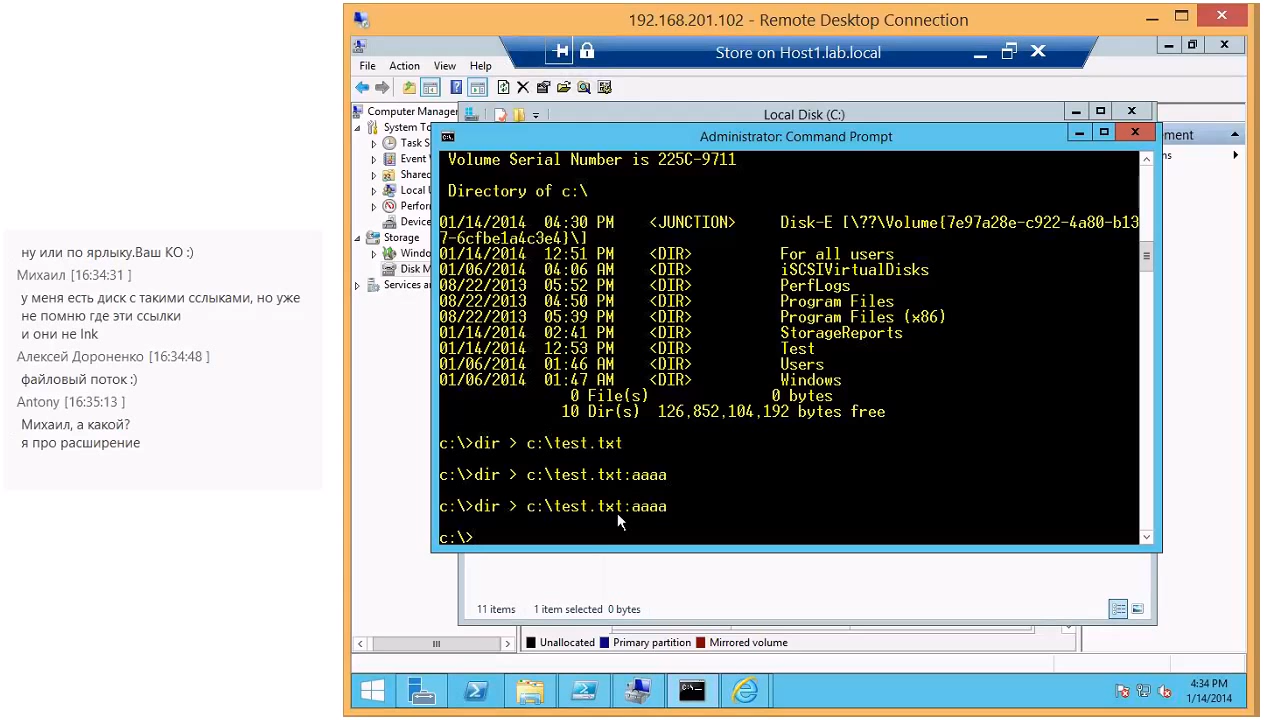 ну или по ярлыку.Ваш КО :)
Михаил [16:34:31 ]
у меня есть диск с такими сслыками, но уже
не помню где эти ссылки
и они не lnk
Алексей Дороненко [16:34:48 ]
файловый поток :)
Antony [16:35:13 ]
Михаил, а какой?
я про расширение
192.168.201.102 - Remote Desktop Connection
Store on Host1.lab.local
File Action View Help
Computer Manager
System To
Task S
Event
Shared
Local U
Perfor
Device
Storage
Windo
Disk M
Services ar
Local Disk (C:)
ement
ns
Administrator: Command Prompt
Volume Serial Number is 225C-9711
Directory of c:\
01/14/2014 04:30 PM <JUNCTION> Disk-E [\??\Volume{7e97a28e-c922-4a80-b13
7-6cfbe1a4c3e4}\]
01/14/2014 12:51 PM <DIR> For all users
01/06/2014 04:06 AM <DIR> iSCSIVirtualDisks
08/22/2013 05:52 PM <DIR> PerfLogs
08/22/2013 04:50 PM <DIR> Program Files
08/22/2013 05:39 PM <DIR> Program Files (x86)
01/14/2014 02:41 PM <DIR> StorageReports
01/14/2014 12:53 PM <DIR> Test
01/06/2014 01:46 AM <DIR> Users
01/06/2014 01:47 AM <DIR> Windows
0 File(s) 0 bytes
10 Dir(s) 126,852,104,192 bytes free
c:\>dir > c:\test.txt
c:\>dir > c:\test.txt:aaaa
c:\>dir > c:\test.txt:aaaa
c:\>
11 items 1 item selected 0 bytes
Unallocated Primary partition Mirrored volume
4:34 PM
1/14/2014